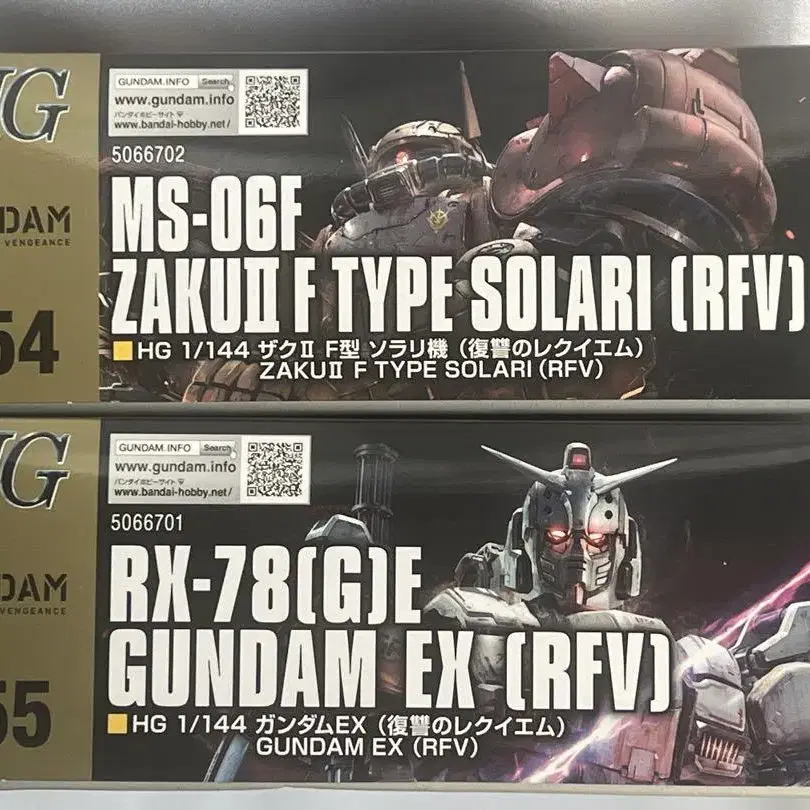 HG
GUNDAM.INFO Search
www.gundam.info
バンダイホビーサイト
www.bandai-hobby.net/
5066702
DAM
VENGEANCE
MS-06F
ZAKUⅡ F TYPE SOLARI (RFV)
54
HG 1/144 ザクⅡ F型 ソラリ機（復讐のレクイエム）
ZAKUⅡ F TYPE SOLARI (RFV)
HG
GUNDAM.INFO Search
www.gundam.info
バンダイホビーサイト
www.bandai-hobby.net/
5066701
DAM
VENGEANCE
RX-78(G)E
GUNDAM EX (RFV)
55
HG 1/144 ガンダムEX（復讐のレクイエム）
GUNDAM EX (RFV)